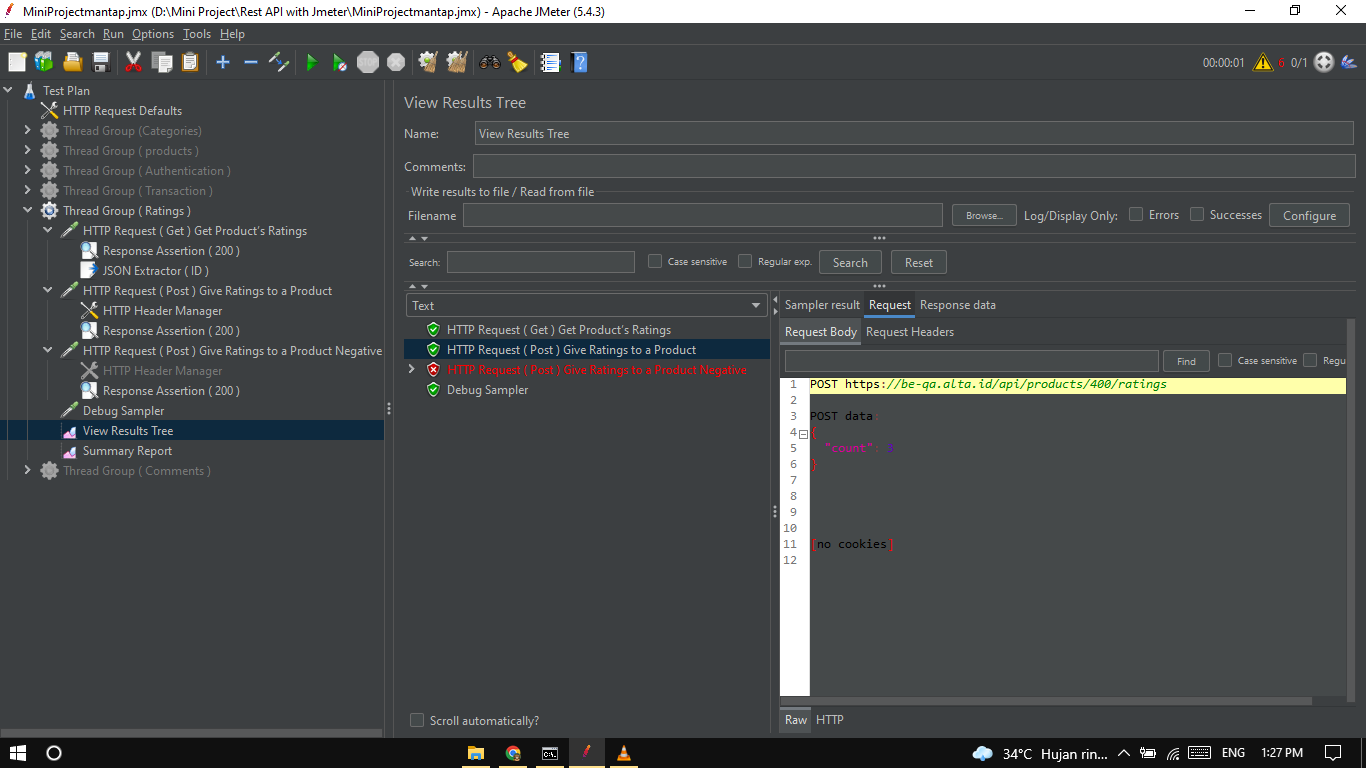 MiniProjectmantap.jmx (D:\Mini Project\Rest API with Jmeter\MiniProjectmantap.jmx) - Apache JMeter (5.4.3)
File Edit Search Run Options Tools Help
STOP 00:00:01 6 0/1
Test Plan
HTTP Request Defaults
Thread Group (Categories)
Thread Group ( products )
Thread Group ( Authentication )
Thread Group ( Transaction )
Thread Group ( Ratings )
HTTP Request ( Get ) Get Product's Ratings
Response Assertion ( 200 )
JSON Extractor ( ID )
HTTP Request ( Post ) Give Ratings to a Product
HTTP Header Manager
Response Assertion ( 200 )
HTTP Request ( Post ) Give Ratings to a Product Negative
HTTP Header Manager
Response Assertion ( 200 )
Debug Sampler
View Results Tree
Summary Report
Thread Group ( Comments )
View Results Tree
Name: View Results Tree
Comments:
Write results to file / Read from file
Filename Browse... Log/Display Only: Errors Successes Configure
Search: Case sensitive Regular exp. Search Reset
Text
HTTP Request ( Get ) Get Product's Ratings
HTTP Request ( Post ) Give Ratings to a Product
HTTP Request ( Post ) Give Ratings to a Product Negative
Debug Sampler
Scroll automatically?
Sampler result Request Response data
Request Body Request Headers
Find Case sensitive Regu
1 POST https://be-qa.alta.id/api/products/400/ratings
2
3 POST data:
4 {
5 "count": 3
6 }
7
8
9
10
11 [no cookies]
12
Raw HTTP
34°C Hujan rin... ENG 1:27 PM